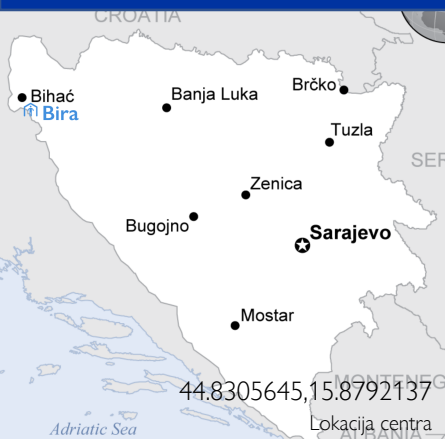 CROATIA
Bihać
Bira
Banja Luka
Brčko
Tuzla
SER
Zenica
Bugojno
Sarajevo
Mostar
44.8305645,15.8792137
MONTENEG
Lokacija centra
Adriatic Sea
ALBANIA